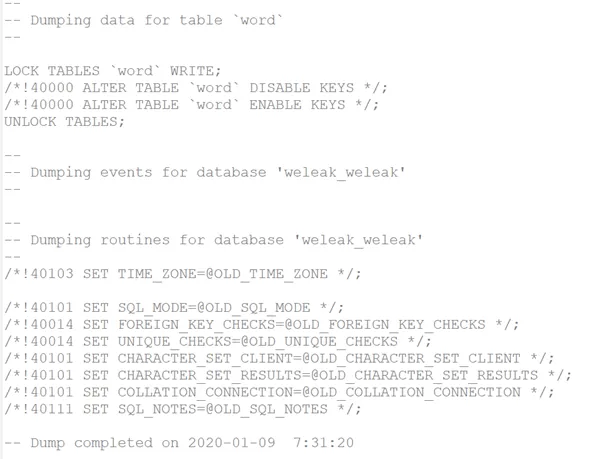 --
-- Dumping data for table `word`
--
LOCK TABLES `word` WRITE;
/*!40000 ALTER TABLE `word` DISABLE KEYS */;
/*!40000 ALTER TABLE `word` ENABLE KEYS */;
UNLOCK TABLES;
--
-- Dumping events for database 'weleak_weleak'
--
--
-- Dumping routines for database 'weleak_weleak'
--
/*!40103 SET TIME_ZONE=@OLD_TIME_ZONE */;
/*!40101 SET SQL_MODE=@OLD_SQL_MODE */;
/*!40014 SET FOREIGN_KEY_CHECKS=@OLD_FOREIGN_KEY_CHECKS */;
/*!40014 SET UNIQUE_CHECKS=@OLD_UNIQUE_CHECKS */;
/*!40101 SET CHARACTER_SET_CLIENT=@OLD_CHARACTER_SET_CLIENT */;
/*!40101 SET CHARACTER_SET_RESULTS=@OLD_CHARACTER_SET_RESULTS */;
/*!40101 SET COLLATION_CONNECTION=@OLD_COLLATION_CONNECTION */;
/*!40111 SET SQL_NOTES=@OLD_SQL_NOTES */;
-- Dump completed on 2020-01-09  7:31:20